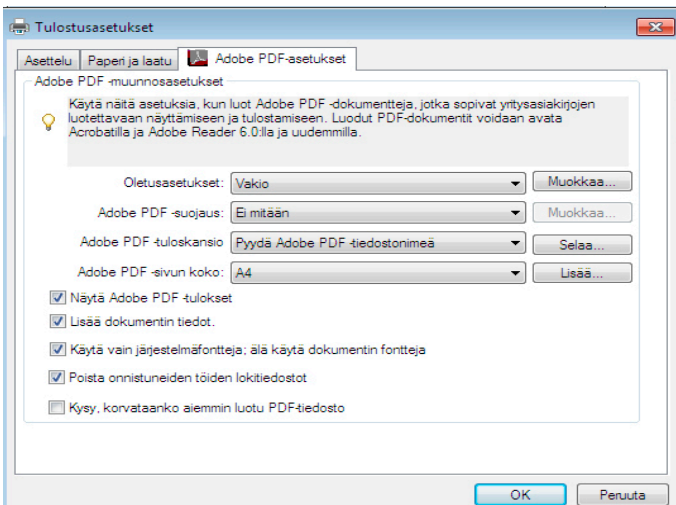 Tulostusasetukset
Asettelu Paperi ja laatu Adobe PDF-asetukset
Adobe PDF -muunnosasetukset
Käytä näitä asetuksia, kun luot Adobe PDF -dokumentteja, jotka sopivat yritysasiakirjojen
luotettavaan näyttämiseen ja tulostamiseen. Luodut PDF-dokumentit voidaan avata
Acrobatilla ja Adobe Reader 6.0:lla ja uudemmilla.
Oletusasetukset: Vakio Muokkaa...
Adobe PDF -suojaus: Ei mitään Muokkaa...
Adobe PDF -tuloskansio Pyydä Adobe PDF -tiedostonimeä Selaa...
Adobe PDF -sivun koko: A4 Lisää...
Näytä Adobe PDF -tulokset
Lisää dokumentin tiedot.
Käytä vain järjestelmäfontteja; älä käytä dokumentin fontteja
Poista onnistuneiden töiden lokitiedostot
Kysy, korvataanko aiemmin luotu PDF-tiedosto
OK Peruuta